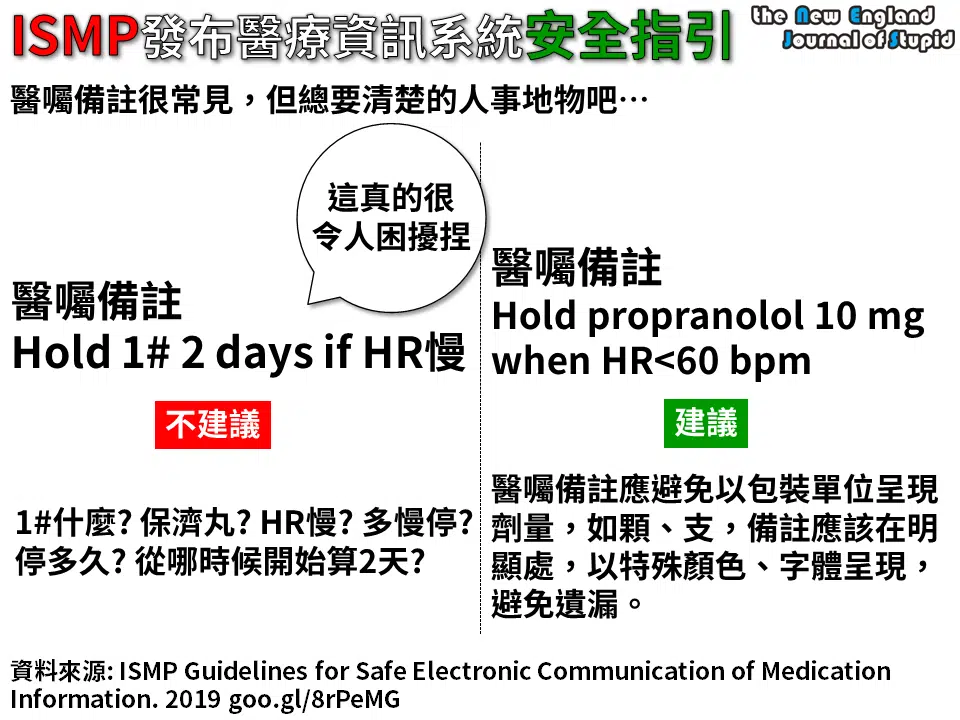 ISMP發布醫療資訊系統安全指引
the New England
Journal of Stupid
醫囑備註很常見，但總要清楚的人事地物吧…
這真的很
令人困擾捏
醫囑備註
Hold 1# 2 days if HR慢
不建議
1#什麼? 保濟丸? HR慢? 多慢停?
停多久? 從哪時候開始算2天?
醫囑備註
Hold propranolol 10 mg
when HR<60 bpm
建議
醫囑備註應避免以包裝單位呈現
劑量，如顆、支，備註應該在明
顯處，以特殊顏色、字體呈現，
避免遺漏。
資料來源: ISMP Guidelines for Safe Electronic Communication of Medication
Information. 2019 goo.gl/8rPeMG